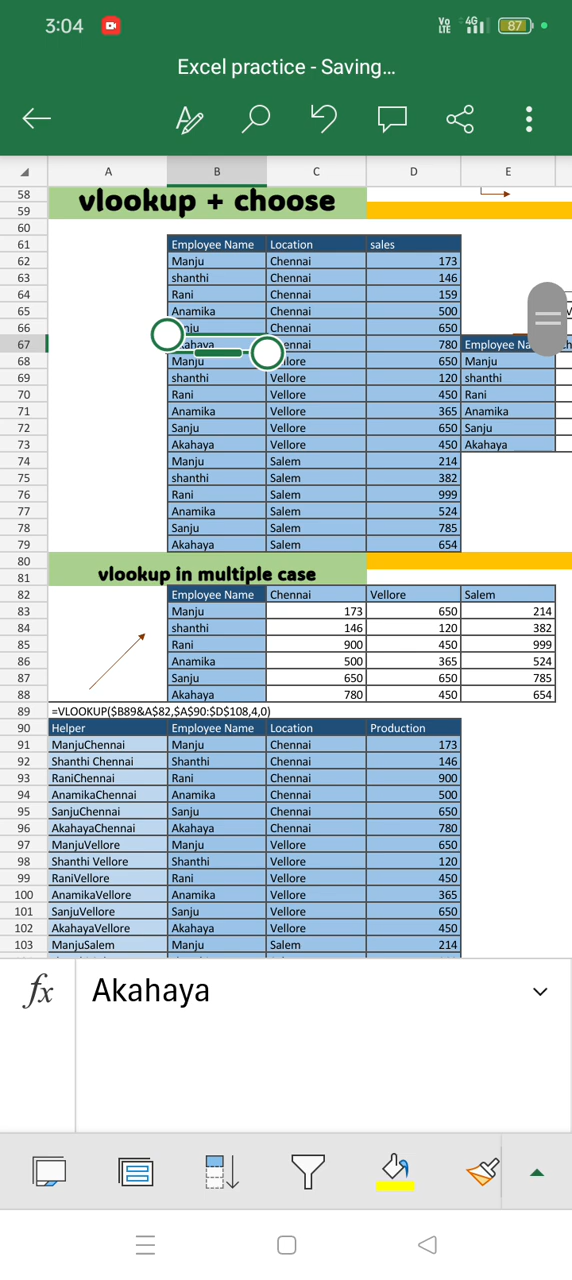 3:04 Vo LTE 4G 87
Excel practice - Saving...
A B C D E
58
59 vlookup + choose
60
61 Employee Name Location sales
62 Manju Chennai 173
63 shanthi Chennai 146
64 Rani Chennai 159
65 Anamika Chennai 500
66 nju Chennai 650
67 kahaya ennai 780 Employee Na
68 Manju llore 650 Manju
69 shanthi Vellore 120 shanthi
70 Rani Vellore 450 Rani
71 Anamika Vellore 365 Anamika
72 Sanju Vellore 650 Sanju
73 Akahaya Vellore 450 Akahaya
74 Manju Salem 214
75 shanthi Salem 382
76 Rani Salem 999
77 Anamika Salem 524
78 Sanju Salem 785
79 Akahaya Salem 654
80
81 vlookup in multiple case
82 Employee Name Chennai Vellore Salem
83 Manju 173 650 214
84 shanthi 146 120 382
85 Rani 900 450 999
86 Anamika 500 365 524
87 Sanju 650 650 785
88 Akahaya 780 450 654
89 =VLOOKUP($B89&A$82,$A$90:$D$108,4,0)
90 Helper Employee Name Location Production
91 ManjuChennai Manju Chennai 173
92 Shanthi Chennai Shanthi Chennai 146
93 RaniChennai Rani Chennai 900
94 AnamikaChennai Anamika Chennai 500
95 SanjuChennai Sanju Chennai 650
96 AkahayaChennai Akahaya Chennai 780
97 ManjuVellore Manju Vellore 650
98 Shanthi Vellore Shanthi Vellore 120
99 RaniVellore Rani Vellore 450
100 AnamikaVellore Anamika Vellore 365
101 SanjuVellore Sanju Vellore 650
102 AkahayaVellore Akahaya Vellore 450
103 ManjuSalem Manju Salem 214
fx Akahaya